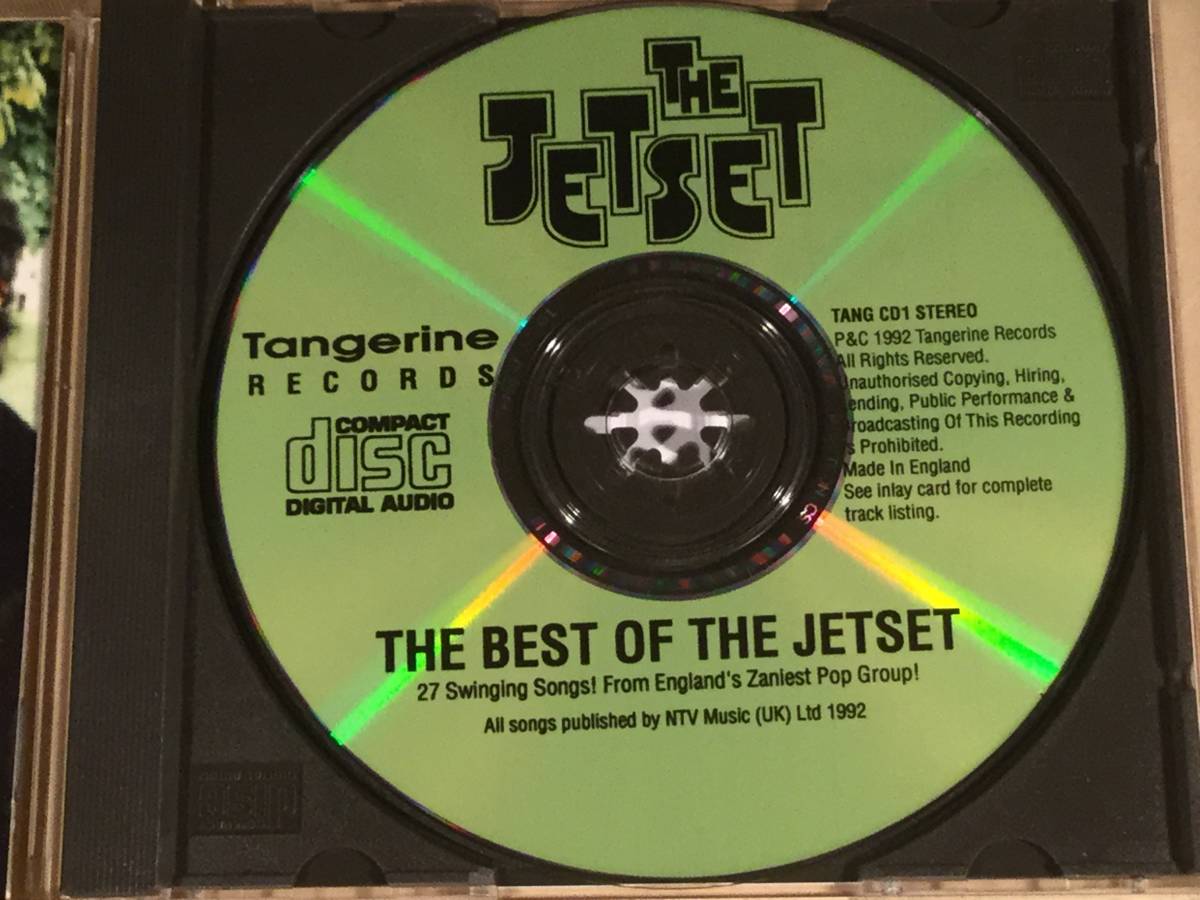 THE
JETSET
Tangerine
RECORDS
COMPACT
disc
DIGITAL AUDIO
TANG CD1 STEREO
P&C 1992 Tangerine Records
All Rights Reserved.
Unauthorised Copying, Hiring,
Lending, Public Performance &
Broadcasting Of This Recording
Is Prohibited.
Made In England
See inlay card for complete
track listing.
THE BEST OF THE JETSET
27 Swinging Songs! From England's Zaniest Pop Group!
All songs published by NTV Music (UK) Ltd 1992